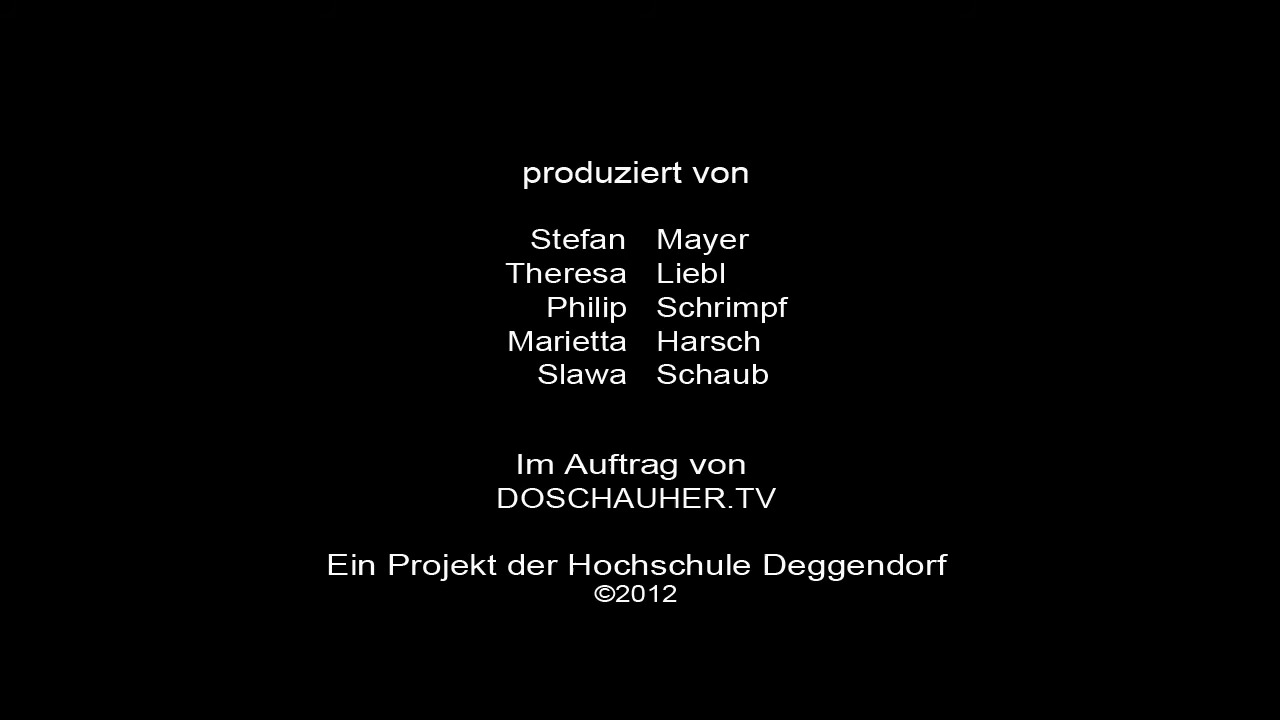 produziert von
Stefan Mayer
Theresa Liebl
Philip Schrimpf
Marietta Harsch
Slawa Schaub
Im Auftrag von
DOSCHAUHER.TV
Ein Projekt der Hochschule Deggendorf
©2012